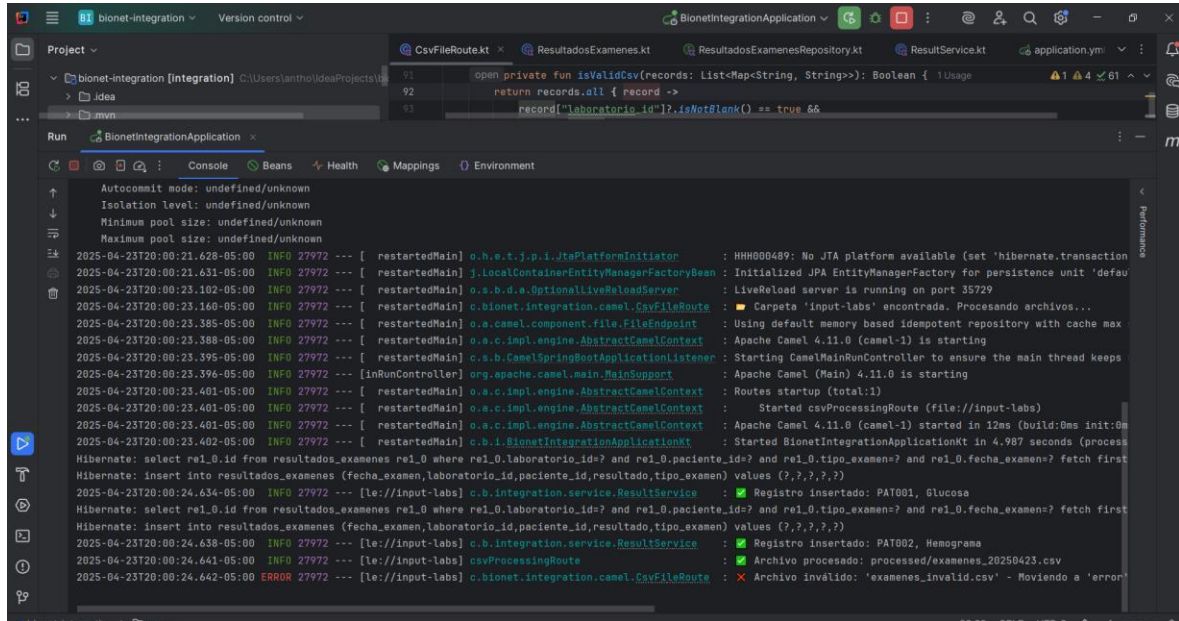 BI bionet-integration Version control BionetIntegrationApplication
Project
CsvFileRoute.kt ResultadosExamenes.kt ResultadosExamenesRepository.kt ResultService.kt application.yml
bionet-integration [integration] C:\Users\antho\IdeaProjects\bi
91 open private fun isValidCsv(records: List<Map<String, String>>): Boolean { 1 Usage
1 4 61
.idea
92 return records.all { record ->
.mvn
93 record["laboratorio_id"]?.isNotBlank() == true &&
Run BionetIntegrationApplication
Console Beans Health Mappings Environment
Autocommit mode: undefined/unknown
Isolation level: undefined/unknown
Minimum pool size: undefined/unknown
Maximum pool size: undefined/unknown
2025-04-23T20:00:21.628-05:00 INFO 27972 --- [ restartedMain] o.h.e.t.j.p.i.JtaPlatformInitiator : HHH000489: No JTA platform available (set 'hibernate.transaction
2025-04-23T20:00:21.631-05:00 INFO 27972 --- [ restartedMain] j.LocalContainerEntityManagerFactoryBean : Initialized JPA EntityManagerFactory for persistence unit 'defau
2025-04-23T20:00:23.102-05:00 INFO 27972 --- [ restartedMain] o.s.b.d.a.OptionalLiveReloadServer : LiveReload server is running on port 35729
2025-04-23T20:00:23.160-05:00 INFO 27972 --- [ restartedMain] c.bionet.integration.camel.CsvFileRoute : 📂 Carpeta 'input-labs' encontrada. Procesando archivos...
2025-04-23T20:00:23.385-05:00 INFO 27972 --- [ restartedMain] o.a.camel.component.file.FileEndpoint : Using default memory based idempotent repository with cache max
2025-04-23T20:00:23.388-05:00 INFO 27972 --- [ restartedMain] o.a.c.impl.engine.AbstractCamelContext : Apache Camel 4.11.0 (camel-1) is starting
2025-04-23T20:00:23.395-05:00 INFO 27972 --- [ restartedMain] c.s.b.CamelSpringBootApplicationListener : Starting CamelMainRunController to ensure the main thread keeps
2025-04-23T20:00:23.396-05:00 INFO 27972 --- [inRunController] org.apache.camel.main.MainSupport : Apache Camel (Main) 4.11.0 is starting
2025-04-23T20:00:23.401-05:00 INFO 27972 --- [ restartedMain] o.a.c.impl.engine.AbstractCamelContext : Routes startup (total:1)
2025-04-23T20:00:23.401-05:00 INFO 27972 --- [ restartedMain] o.a.c.impl.engine.AbstractCamelContext : Started csvProcessingRoute (file://input-labs)
2025-04-23T20:00:23.401-05:00 INFO 27972 --- [ restartedMain] o.a.c.impl.engine.AbstractCamelContext : Apache Camel 4.11.0 (camel-1) started in 12ms (build:0ms init:0m
2025-04-23T20:00:23.402-05:00 INFO 27972 --- [ restartedMain] c.b.i.BionetIntegrationApplicationKt : Started BionetIntegrationApplicationKt in 4.987 seconds (process
Hibernate: select re1_0.id from resultados_examenes re1_0 where re1_0.laboratorio_id=? and re1_0.paciente_id=? and re1_0.tipo_examen=? and re1_0.fecha_examen=? fetch first
Hibernate: insert into resultados_examenes (fecha_examen,laboratorio_id,paciente_id,resultado,tipo_examen) values (?,?,?,?,?)
2025-04-23T20:00:24.634-05:00 INFO 27972 --- [le://input-labs] c.b.integration.service.ResultService : ✅ Registro insertado: PAT001, Glucosa
Hibernate: select re1_0.id from resultados_examenes re1_0 where re1_0.laboratorio_id=? and re1_0.paciente_id=? and re1_0.tipo_examen=? and re1_0.fecha_examen=? fetch first
Hibernate: insert into resultados_examenes (fecha_examen,laboratorio_id,paciente_id,resultado,tipo_examen) values (?,?,?,?,?)
2025-04-23T20:00:24.638-05:00 INFO 27972 --- [le://input-labs] c.b.integration.service.ResultService : ✅ Registro insertado: PAT002, Hemograma
2025-04-23T20:00:24.641-05:00 INFO 27972 --- [le://input-labs] csvProcessingRoute : ✅ Archivo procesado: processed/examenes_20250423.csv
2025-04-23T20:00:24.642-05:00 ERROR 27972 --- [le://input-labs] c.bionet.integration.camel.CsvFileRoute : ❌ Archivo inválido: 'examenes_invalid.csv' - Moviendo a 'error'
Performance